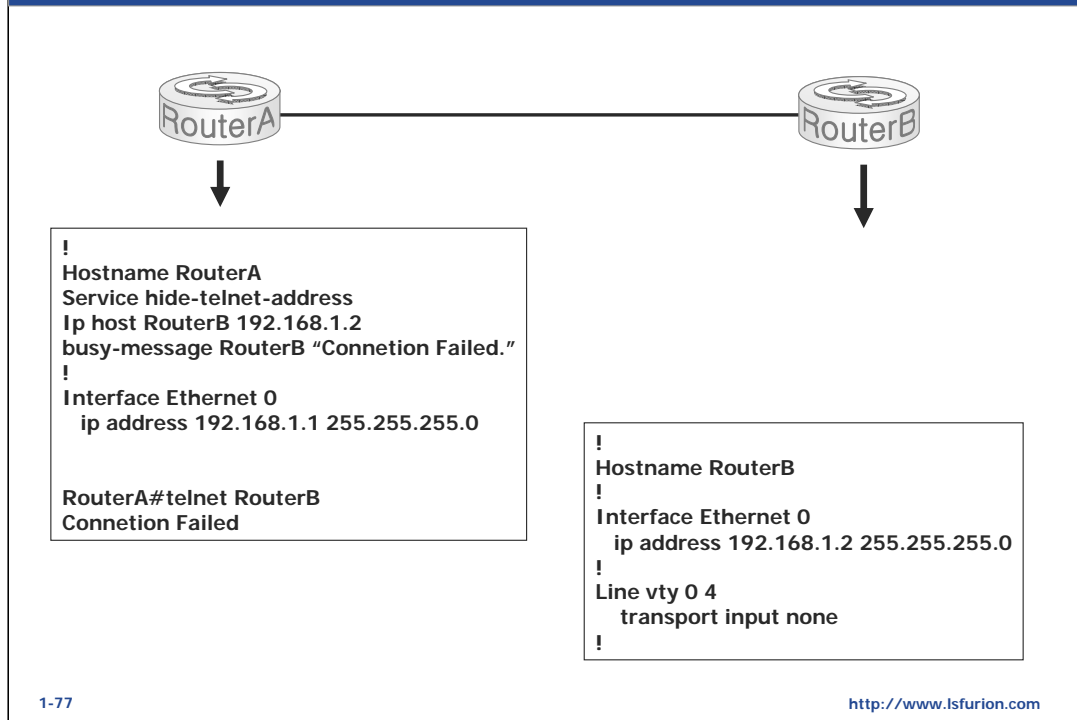 RouterA
RouterB
!
Hostname RouterA
Service hide-telnet-address
Ip host RouterB 192.168.1.2
busy-message RouterB “Connetion Failed.”
!
Interface Ethernet 0
ip address 192.168.1.1 255.255.255.0
RouterA#telnet RouterB
Connetion Failed
!
Hostname RouterB
!
Interface Ethernet 0
ip address 192.168.1.2 255.255.255.0
!
Line vty 0 4
transport input none
!
1-77
http://www.lsfurion.com